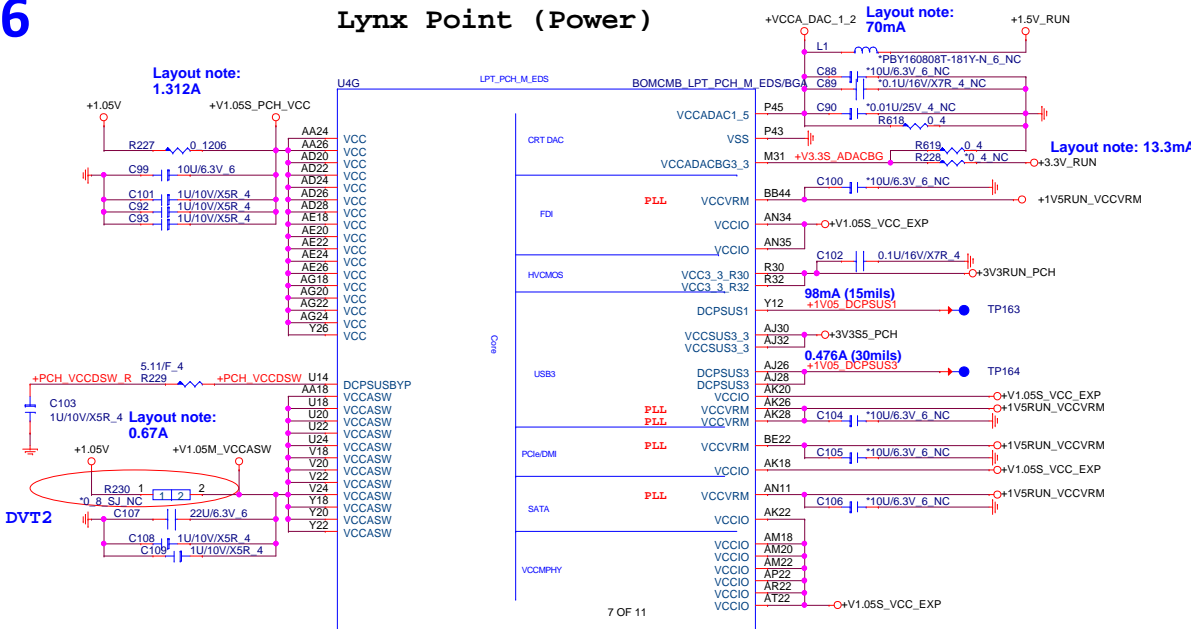 6
Lynx Point (Power)
Layout note:
1.312A
+1.05V
+V1.05S_PCH_VCC
R227
0_1206
C99
10U/6.3V_6
C101
1U/10V/X5R_4
C92
1U/10V/X5R_4
C93
1U/10V/X5R_4
U4G
LPT_PCH_M_EDS
BOMCMB_LPT_PCH_M_EDS/BGA
AA24 VCC
AA26 VCC
AD20 VCC
AD22 VCC
AD24 VCC
AD26 VCC
AD28 VCC
AE18 VCC
AE20 VCC
AE22 VCC
AE24 VCC
AE26 VCC
AG18 VCC
AG20 VCC
AG22 VCC
AG24 VCC
Y26 VCC
5.11/F_4
+PCH_VCCDSW_R R229 +PCH_VCCDSW
U14 DCPSUSBYP
AA18 VCCASW
U18 VCCASW
U20 VCCASW
U22 VCCASW
U24 VCCASW
V18 VCCASW
V20 VCCASW
V22 VCCASW
V24 VCCASW
Y18 VCCASW
Y20 VCCASW
Y22 VCCASW
C103
1U/10V/X5R_4
Layout note:
0.67A
+1.05V
+V1.05M_VCCASW
R230 1 1 2 2
*0_8_SJ_NC
DVT2
C107
22U/6.3V_6
C108
1U/10V/X5R_4
C109
1U/10V/X5R_4
CRT DAC
FDI
HVCMOS
Core
USB3
PCIe/DMI
SATA
VCCMPHY
7 OF 11
+VCCA_DAC_1_2
Layout note:
70mA
+1.5V_RUN
L1
*PBY160808T-181Y-N_6_NC
C88
*10U/6.3V_6_NC
C89
*0.1U/16V/X7R_4_NC
VCCADAC1_5 P45
C90
*0.01U/25V_4_NC
R618
0_4
VSS P43
R619
0_4
Layout note: 13.3mA
VCCADACBG3_3 M31 +V3.3S_ADACBG
R228
*0_4_NC
+3.3V_RUN
C100
*10U/6.3V_6_NC
PLL VCCVRM BB44
+1V5RUN_VCCVRM
VCCIO AN34
+V1.05S_VCC_EXP
VCCIO AN35
C102
0.1U/16V/X7R_4
VCC3_3_R30 R30
+3V3RUN_PCH
VCC3_3_R32 R32
98mA (15mils)
DCPSUS1 Y12 +1V05_DCPSUS1
TP163
VCCSUS3_3 AJ30
+3V3S5_PCH
VCCSUS3_3 AJ32
0.476A (30mils)
DCPSUS3 AJ26 +1V05_DCPSUS3
TP164
DCPSUS3 AJ28
VCCIO AK20
+V1.05S_VCC_EXP
PLL VCCVRM AK26
+1V5RUN_VCCVRM
PLL VCCVRM AK28
C104
*10U/6.3V_6_NC
PLL VCCVRM BE22
+1V5RUN_VCCVRM
C105
*10U/6.3V_6_NC
VCCIO AK18
+V1.05S_VCC_EXP
PLL VCCVRM AN11
+1V5RUN_VCCVRM
C106
*10U/6.3V_6_NC
VCCIO AK22
VCCIO AM18
VCCIO AM20
VCCIO AM22
VCCIO AP22
VCCIO AR22
VCCIO AT22
+V1.05S_VCC_EXP